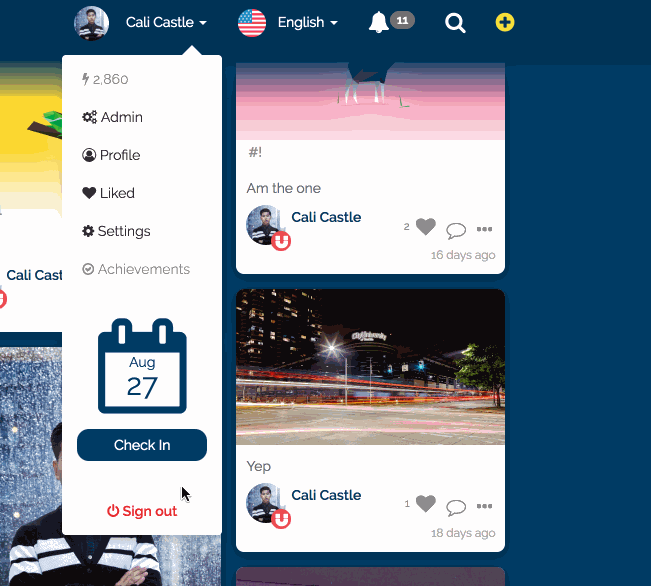 Cali Castle
English
11
2,860
Admin
Profile
Liked
Settings
Achievements
Aug
27
Check In
Sign out
Cali Cast
#!
Am the one
Cali Castle
2
16 days ago
Yep
Cali Castle
1
18 days ago